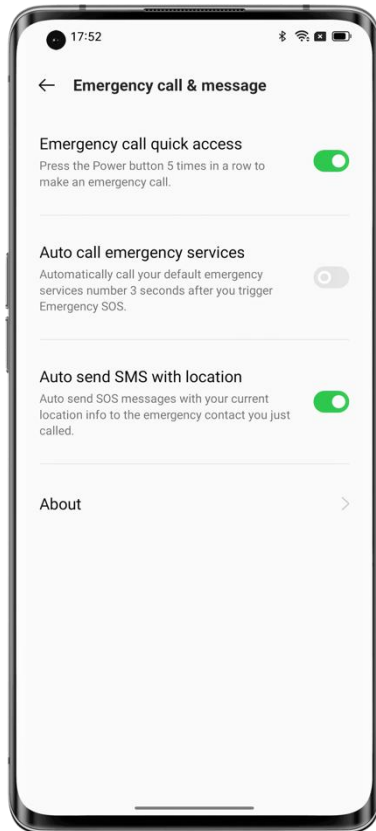 17:52
Emergency call & message
Emergency call quick access
Press the Power button 5 times in a row to
make an emergency call.
Auto call emergency services
Automatically call your default emergency
services number 3 seconds after you trigger
Emergency SOS.
Auto send SMS with location
Auto send SOS messages with your current
location info to the emergency contact you just
called.
About